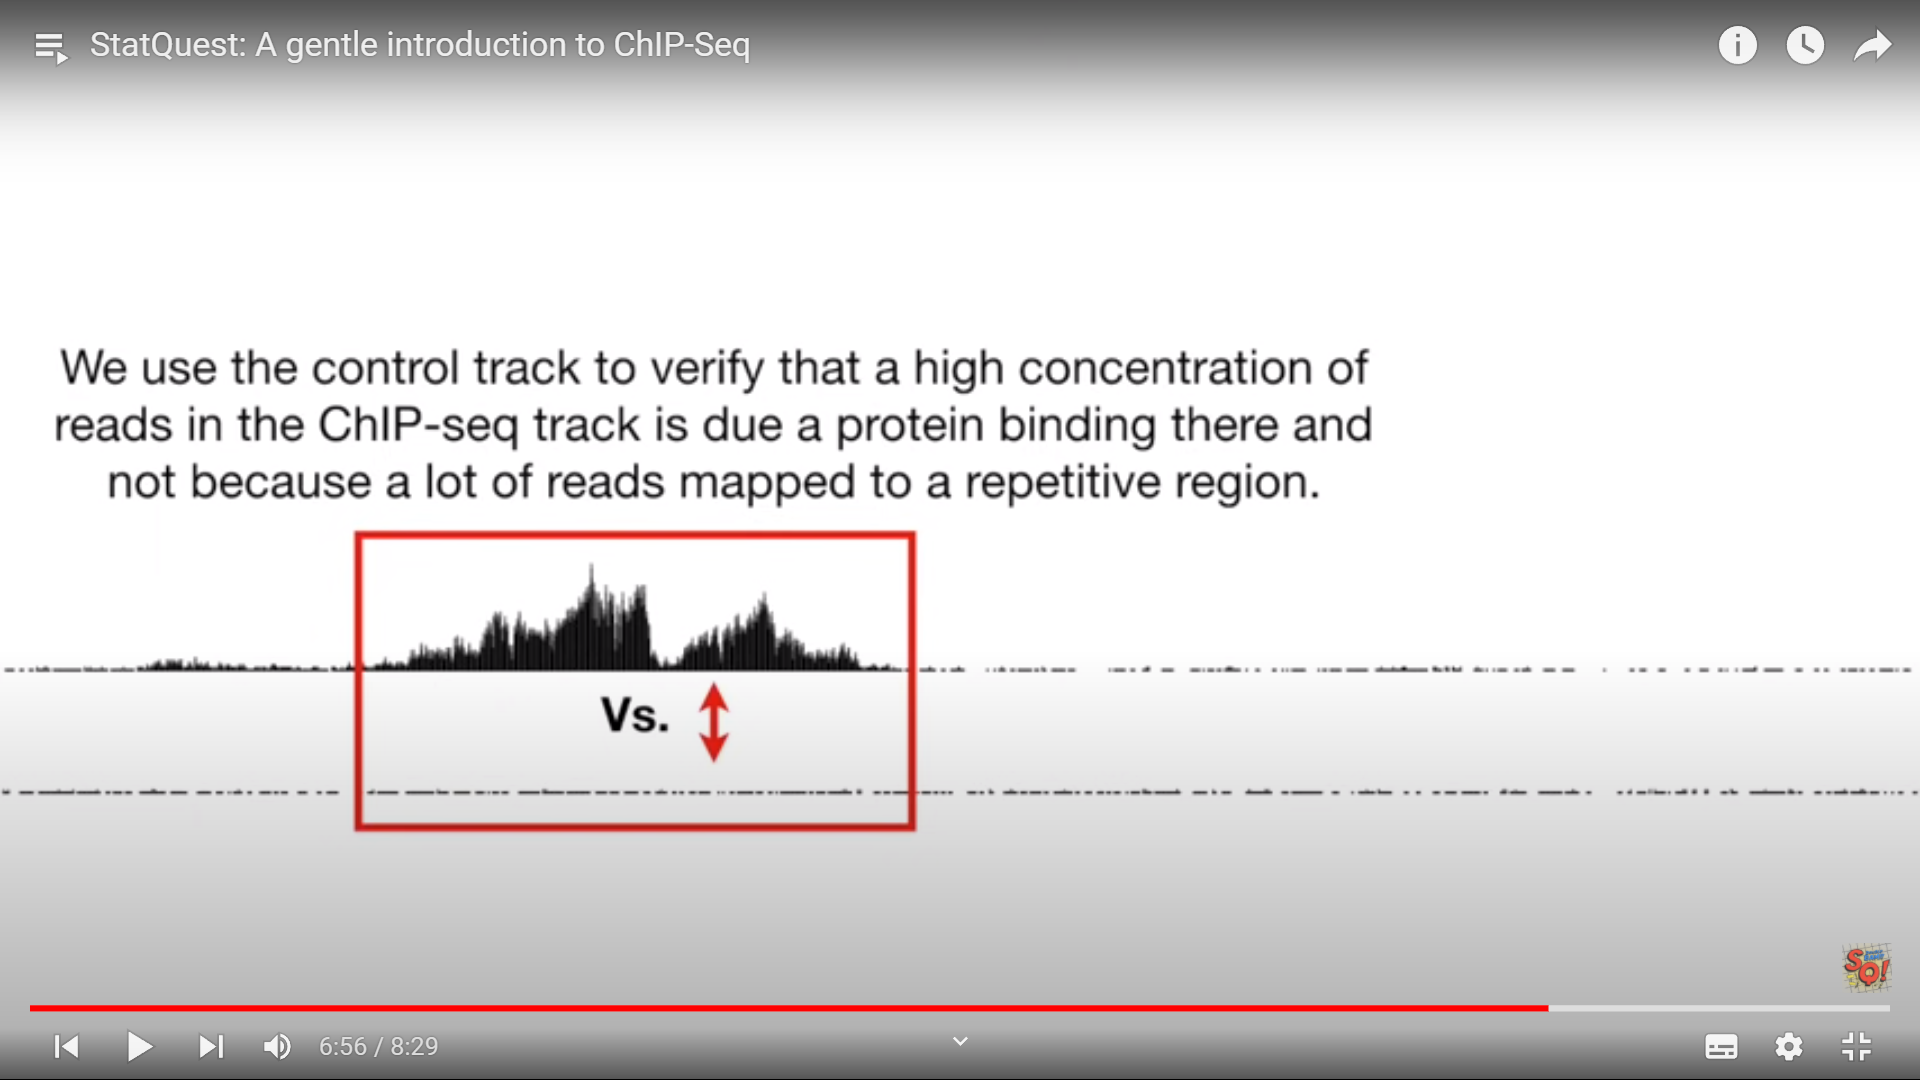 StatQuest: A gentle introduction to ChIP-Seq
We use the control track to verify that a high concentration of
reads in the ChIP-seq track is due a protein binding there and
not because a lot of reads mapped to a repetitive region.
Vs.
SQ!
6:56 / 8:29